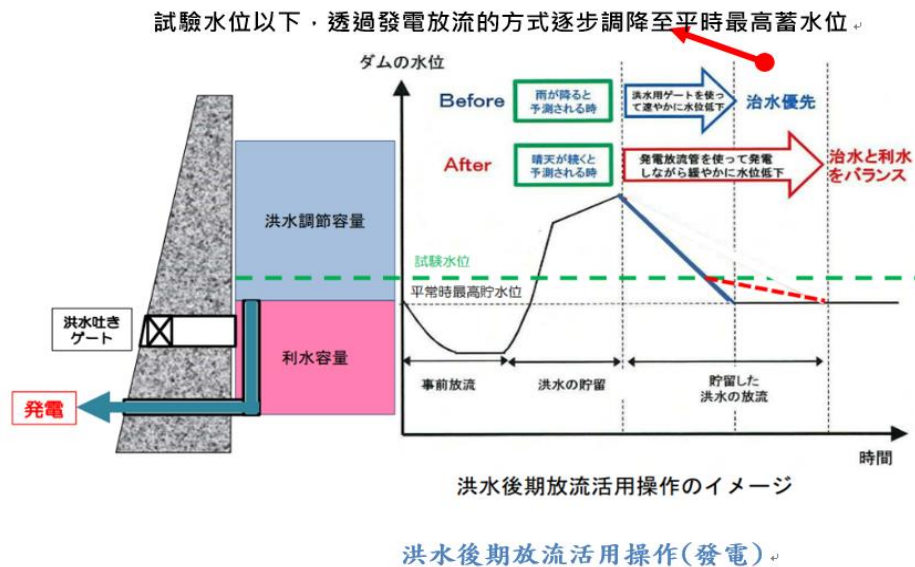 試驗水位以下，透過發電放流的方式逐步調降至平時最高蓄水位
ダムの水位
Before
雨が降ると
予測される時
洪水用ゲートを使っ
て速やかに水位低下
治水優先
After
晴天が続くと
予測される時
発電放流管を使って発電
しながら緩やかに水位低下
治水と利水
をバランス
洪水調節容量
試験水位
平常時最高貯水位
洪水吐き
ゲート
利水容量
発電
事前放流
洪水の貯留
貯留した
洪水の放流
時間
洪水後期放流活用操作のイメージ
洪水後期放流活用操作(發電)